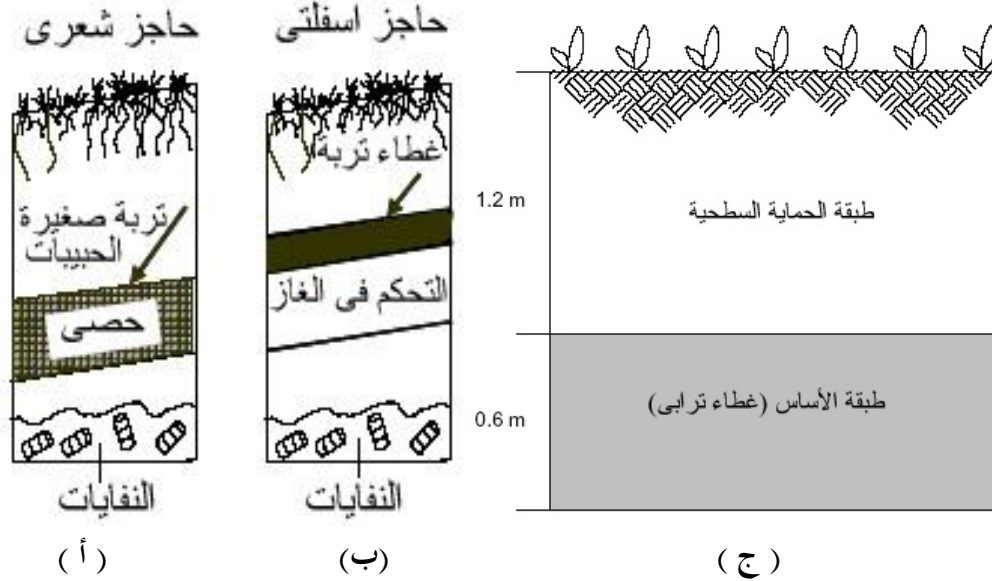 حاجز شعرى
تربة صغيرة
الحبيبات
حصى
النفايات
(أ)
حاجز اسفلتى
غطاء تربة
التحكم فى الغاز
النفايات
(ب)
1.2 m
طبقة الحماية السطحية
0.6 m
طبقة الأساس (غطاء ترابى)
(ج)